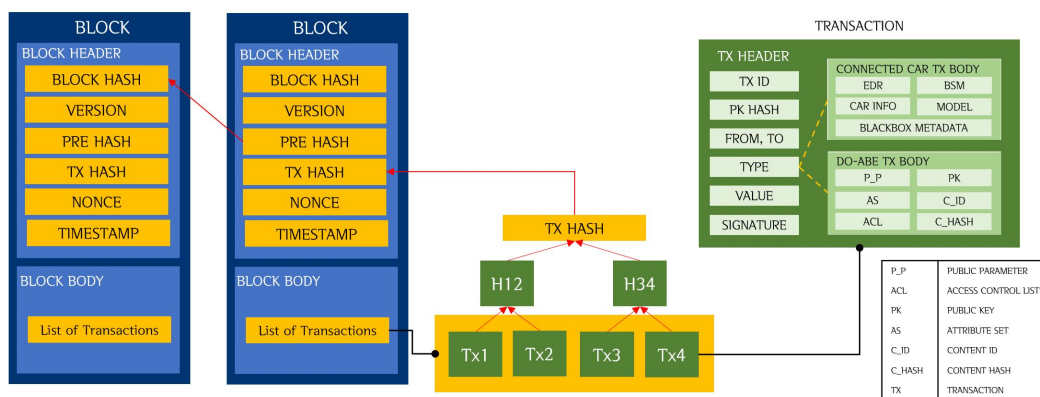 BLOCK
BLOCK HEADER
BLOCK HASH
VERSION
PRE HASH
TX HASH
NONCE
TIMESTAMP
BLOCK BODY
List of Transactions
BLOCK
BLOCK HEADER
BLOCK HASH
VERSION
PRE HASH
TX HASH
NONCE
TIMESTAMP
BLOCK BODY
List of Transactions
TX HASH
H12
H34
Tx1
Tx2
Tx3
Tx4
TRANSACTION
TX HEADER
TX ID
PK HASH
FROM, TO
TYPE
VALUE
SIGNATURE
CONNECTED CAR TX BODY
EDR
BSM
CAR INFO
MODEL
BLACKBOX METADATA
DO-ABE TX BODY
P_P
PK
AS
C_ID
ACL
C_HASH
P_P PUBLIC PARAMETER
ACL ACCESS CONTROL LIST
PK PUBLIC KEY
AS ATTRIBUTE SET
C_ID CONTENT ID
C_HASH CONTENT HASH
TX TRANSACTION